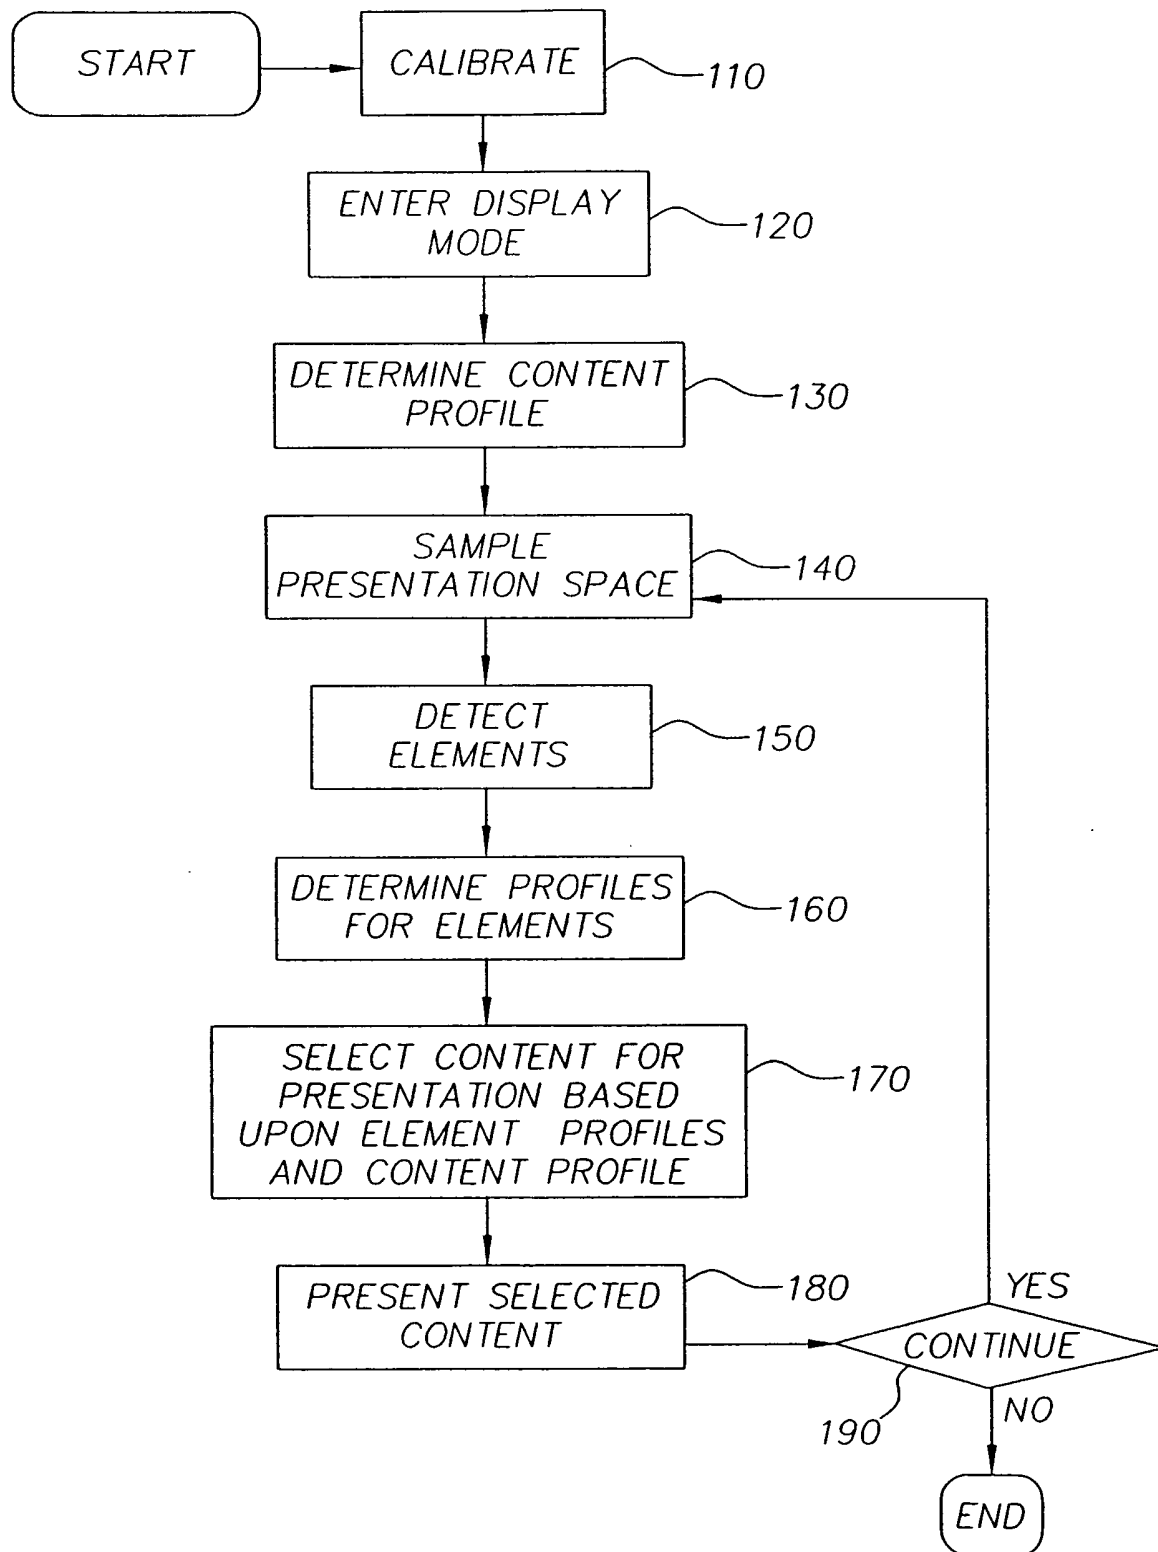 START
CALIBRATE
110
ENTER DISPLAY
MODE
120
DETERMINE CONTENT
PROFILE
130
SAMPLE
PRESENTATION SPACE
140
DETECT
ELEMENTS
150
DETERMINE PROFILES
FOR ELEMENTS
160
SELECT CONTENT FOR
PRESENTATION BASED
UPON ELEMENT PROFILES
AND CONTENT PROFILE
170
PRESENT SELECTED
CONTENT
180
YES
CONTINUE
190
NO
END